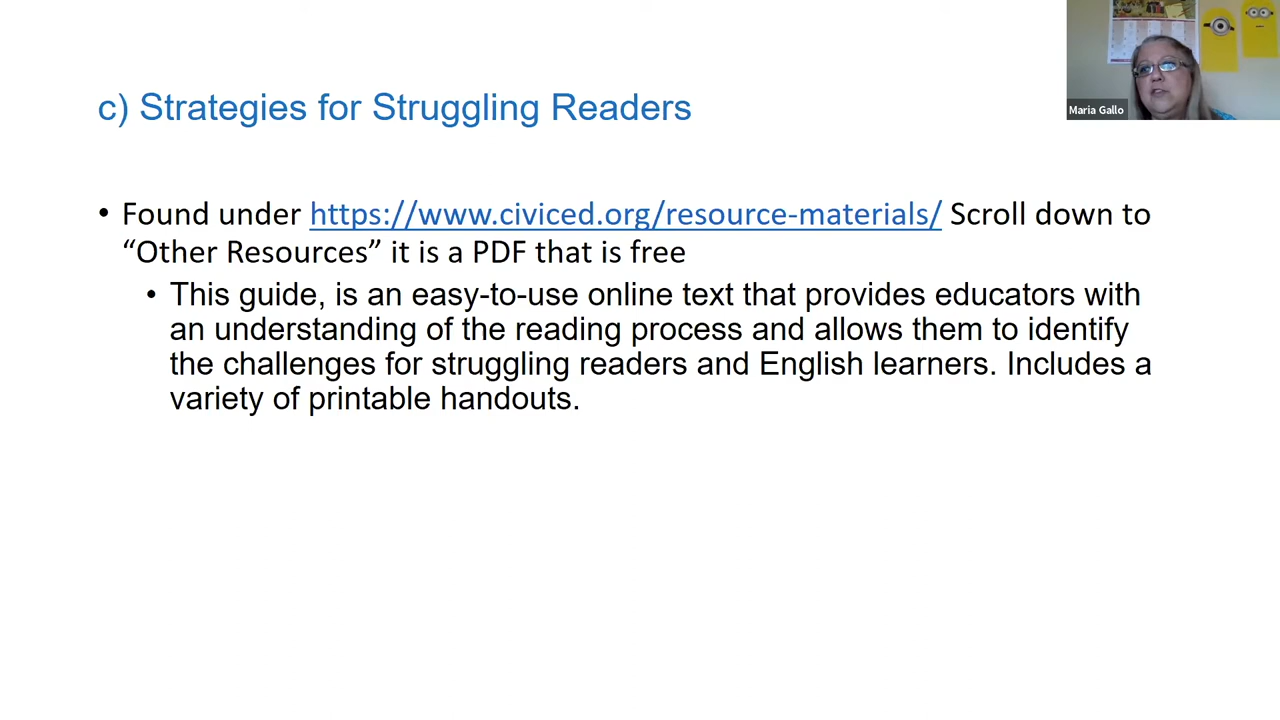 c) Strategies for Struggling Readers
• Found under https://www.civiced.org/resource-materials/ Scroll down to
“Other Resources” it is a PDF that is free
• This guide, is an easy-to-use online text that provides educators with
an understanding of the reading process and allows them to identify
the challenges for struggling readers and English learners. Includes a
variety of printable handouts.
Maria Gallo